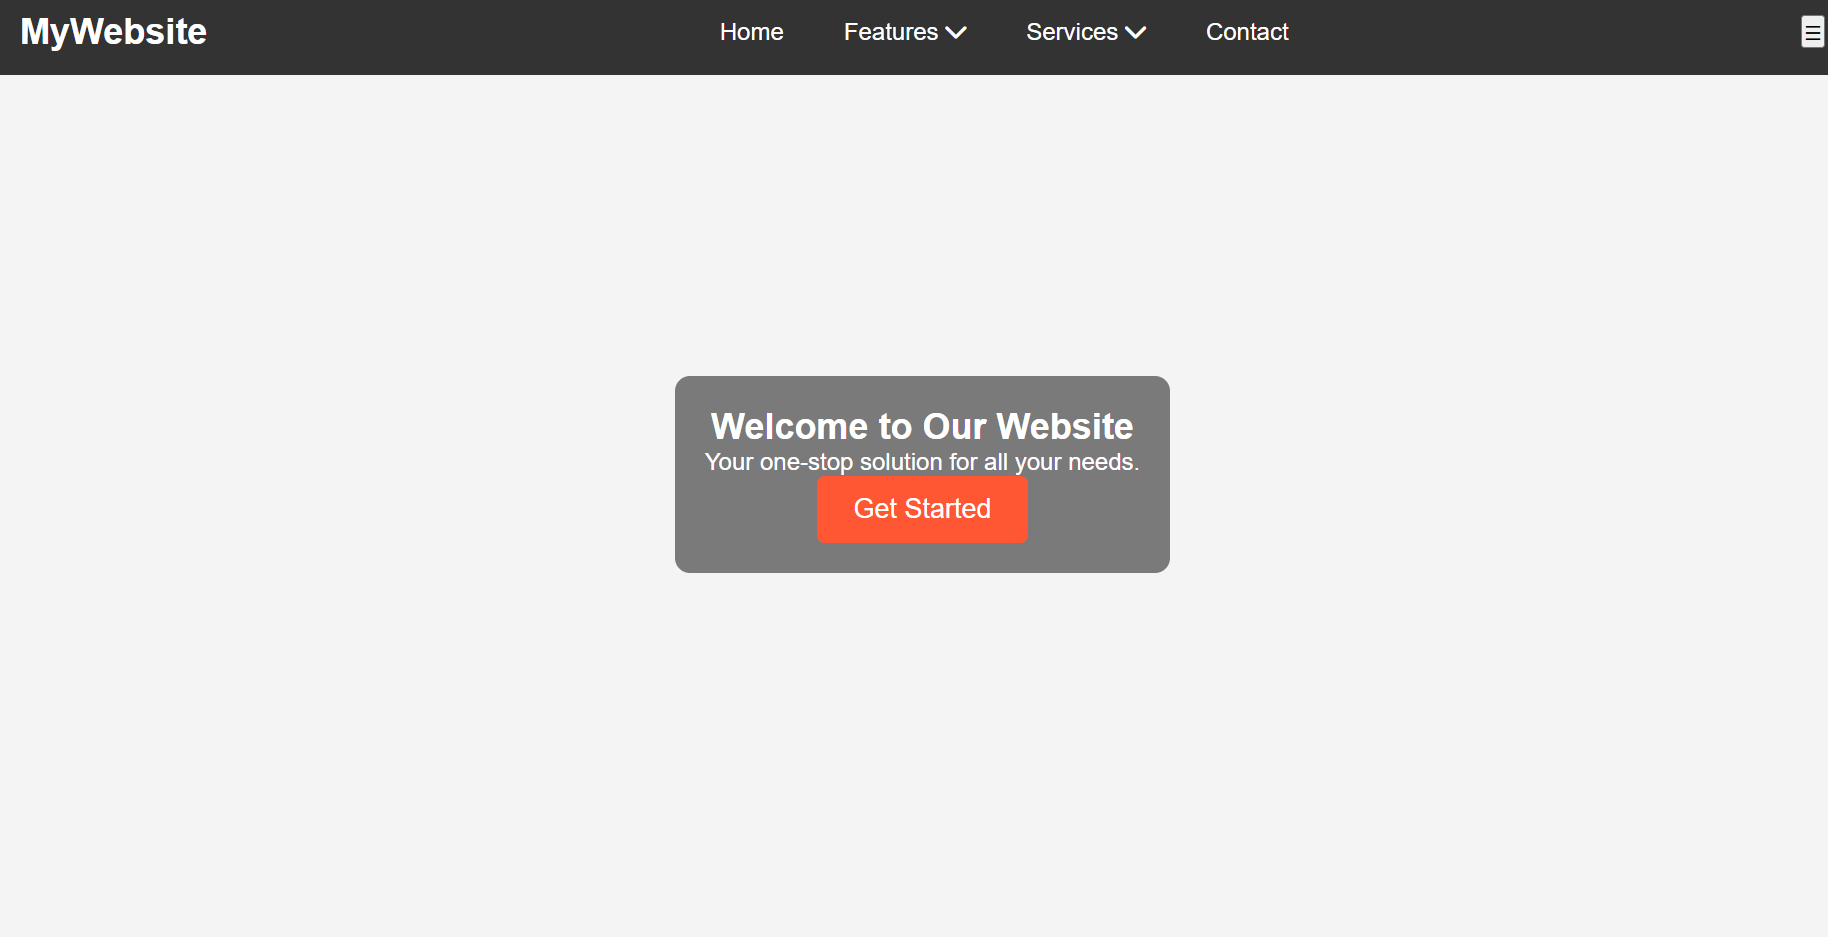 MyWebsite
Home Features Services Contact ☰
Welcome to Our Website
Your one-stop solution for all your needs.
Get Started